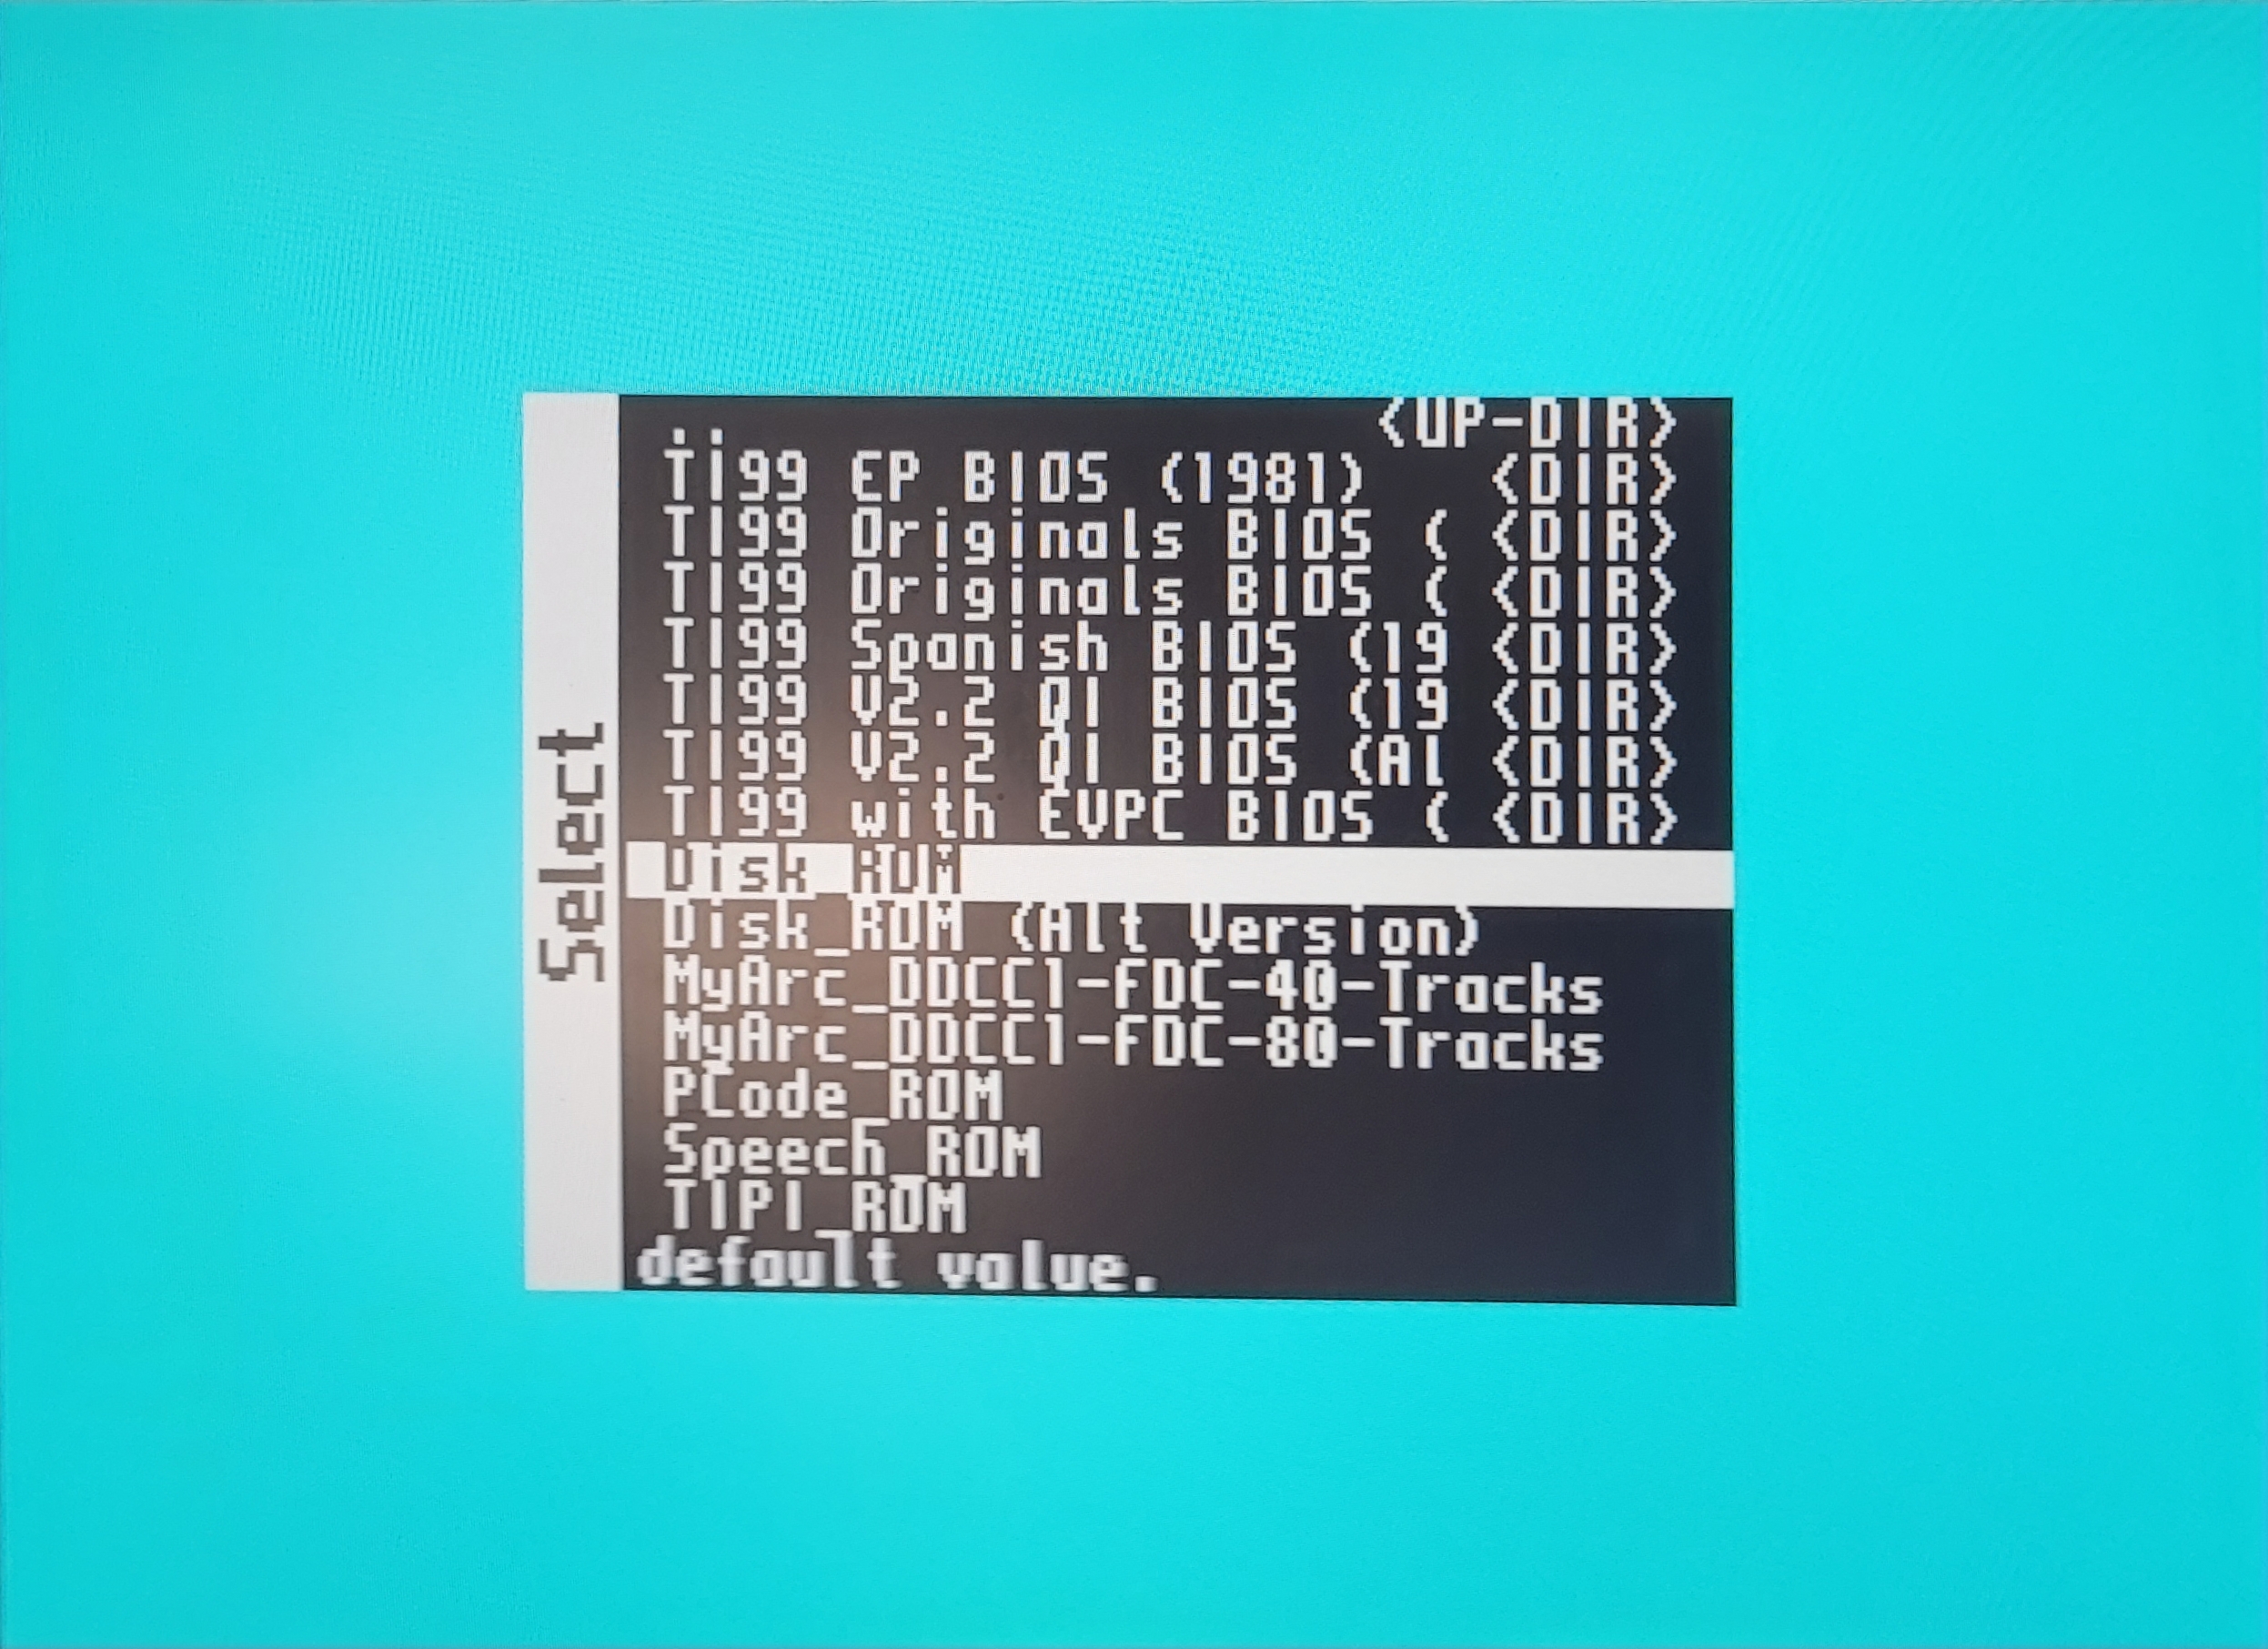 Select
.. <UP-DIR>
Ti99 EP BIOS (1981) <DIR>
TI99 Originals BIOS ( <DIR>
TI99 Originals BIOS ( <DIR>
TI99 Spanish BIOS (19 <DIR>
TI99 V2.2 QI BIOS (19 <DIR>
TI99 V2.2 QI BIOS (Al <DIR>
TI99 with EVPC BIOS ( <DIR>
Disk_ROM
Disk_ROM (Alt Version)
MyArc_DDCC1-FDC-40-Tracks
MyArc_DDCC1-FDC-80-Tracks
PCode_ROM
Speech_ROM
TIPI_ROM
default value.